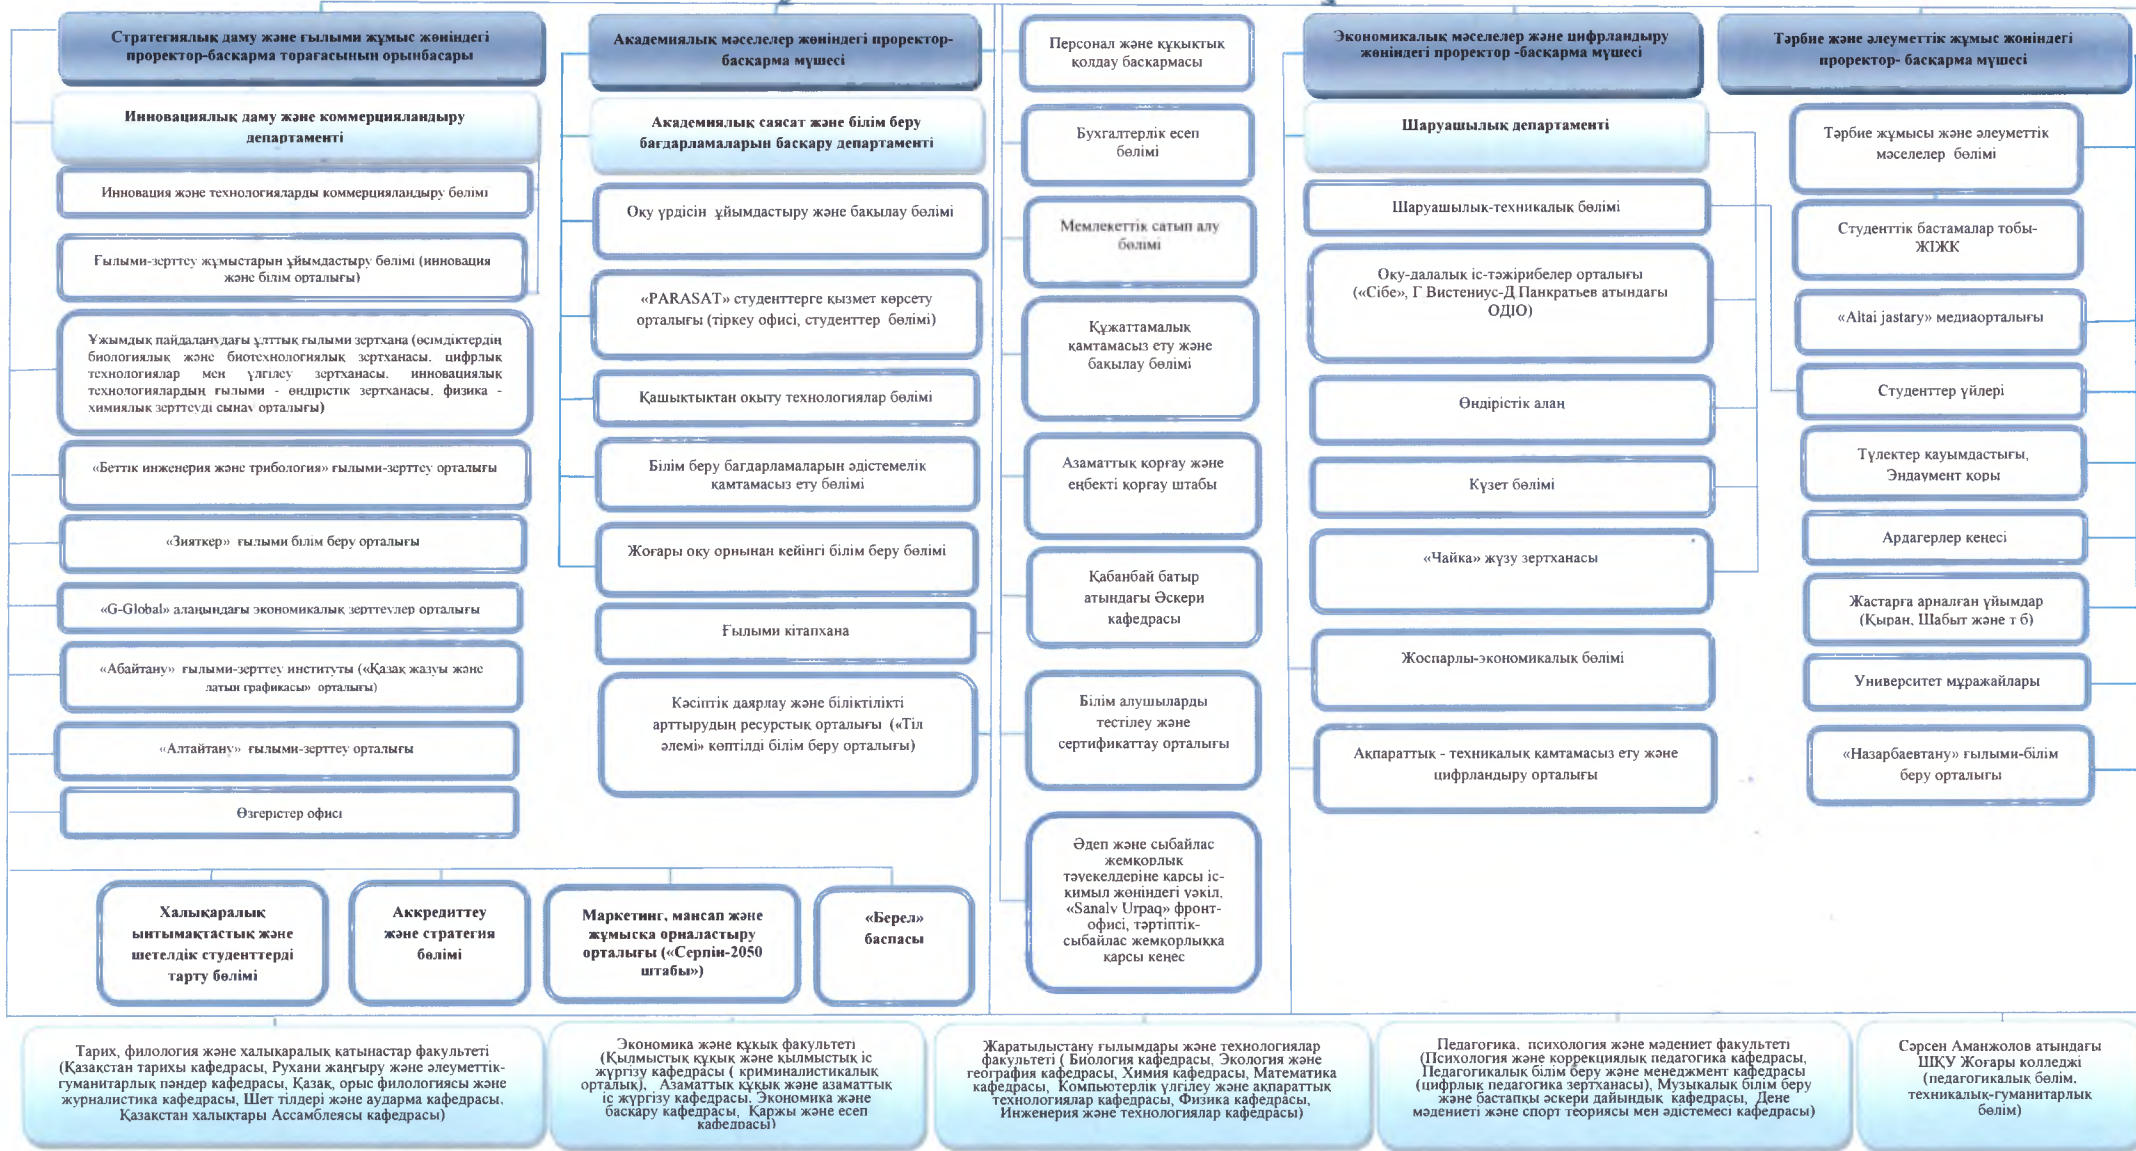 Стратегиялық даму және ғылыми жұмыс жөніндегі
проректор-басқарма төрағасының орынбасары
Инновациялық даму және коммерцияландыру
департаменті
Инновация және технологияларды коммерцияландыру бөлімі
Ғылыми-зерттеу жұмыстарын ұйымдастыру бөлімі (инновация
және білім орталығы)
Ұжымдық пайдаланудағы ұлттық ғылыми зертхана (өсімдіктердің
биологиялық және биотехнологиялық зертханасы, цифрлық
технологиялар мен үлгілеу зертханасы, инновациялық
технологиялардың ғылыми - өндірістік зертханасы, физика -
химиялық зерттеуді сынау орталығы)
«Беттік инженерия және трибология» ғылыми-зерттеу орталығы
«Зияткер» ғылыми білім беру орталығы
«G-Global» алаңындағы экономикалық зерттеулер орталығы
«Абайтану» ғылыми-зерттеу институты («Қазақ жазуы және
латын графикасы» орталығы)
«Алтайтану» ғылыми-зерттеу орталығы
Өзгерістер офисі
Академиялық мәселелер жөніндегі проректор-
басқарма мүшесі
Академиялық саясат және білім беру
бағдарламаларын басқару департаменті
Оқу үрдісін ұйымдастыру және бақылау бөлімі
«PARASAT» студенттерге қызмет көрсету
орталығы (тіркеу офисі, студенттер бөлімі)
Қашықтықтан оқыту технологиялар бөлімі
Білім беру бағдарламаларын әдістемелік
қамтамасыз ету бөлімі
Жоғары оқу орнынан кейінгі білім беру бөлімі
Ғылыми кітапхана
Кәсіптік даярлау және біліктілікті
арттырудың ресурстық орталығы («Тіл
әлемі» көптілді білім беру орталығы)
Персонал және құқықтық
қолдау басқармасы
Бухгалтерлік есеп
бөлімі
Мемлекеттік сатып алу
бөлімі
Құжаттамалық
қамтамасыз ету және
бақылау бөлімі
Азаматтық қорғау және
еңбекті қорғау штабы
Қабанбай батыр
атындағы Әскери
кафедрасы
Білім алушыларды
тестілеу және
сертификаттау орталығы
Әдеп және сыбайлас
жемқорлық
тәуекелдеріне қарсы іс-
қимыл жөніндегі уәкіл,
«Sanaly Urpaq» фронт-
офисі, тәртіптік-
сыбайлас жемқорлыққа
қарсы кеңес
Экономикалық мәселелер және цифрландыру
жөніндегі проректор -басқарма мүшесі
Шаруашылық департаменті
Шаруашылық-техникалық бөлімі
Оқу-далалық іс-тәжірибелер орталығы
(«Сібе», Г Вистениус-Д Панкратьев атындағы
ОДІО)
Өндірістік алаң
Күзет бөлімі
«Чайка» жүзу зертханасы
Жоспарлы-экономикалық бөлімі
Ақпараттық - техникалық қамтамасыз ету және
цифрландыру орталығы
Тәрбие және әлеуметтік жұмыс жөніндегі
проректор- басқарма мүшесі
Тәрбие жұмысы және әлеуметтік
мәселелер бөлімі
Студенттік бастамалар тобы-
ЖІЖК
«Altai jastary» медиаорталығы
Студенттер үйлері
Түлектер қауымдастығы,
Эндаумент қоры
Ардагерлер кеңесі
Жастарға арналған ұйымдар
(Қыран, Шабыт және т б)
Университет мұражайлары
«Назарбаевтану» ғылыми-білім
беру орталығы
Халықаралық
ынтымақтастық және
шетелдік студенттерді
тарту бөлімі
Аккредиттеу
және стратегия
бөлімі
Маркетинг, мансап және
жұмысқа орналастыру
орталығы («Серпін-2050
штабы»)
«Берел»
баспасы
Тарих, филология және халықаралық қатынастар факультеті
(Қазақстан тарихы кафедрасы, Рухани жаңғыру және әлеуметтік-
гуманитарлық пәндер кафедрасы, Қазақ, орыс филологиясы және
журналистика кафедрасы, Шет тілдері және аударма кафедрасы,
Қазақстан халықтары Ассамблеясы кафедрасы)
Экономика және құқық факультеті
(Қылмыстық құқық және қылмыстық іс
жүргізу кафедрасы ( криминалистикалық
орталық), Азаматтық құқық және азаматтық
іс жүргізу кафедрасы. Экономика және
басқару кафедрасы, Қаржы және есеп
кафедрасы)
Жаратылыстану ғылымдары және технологиялар
факультеті ( Биология кафедрасы, Экология және
география кафедрасы, Химия кафедрасы, Математика
кафедрасы, Компьютерлік үлгілеу және ақпараттық
технологиялар кафедрасы, Физика кафедрасы,
Инженерия және технологиялар кафедрасы)
Педагогика, психология және мәдениет факультеті
(Психология және коррекциялық педагогика кафедрасы,
Педагогикалық білім беру және менеджмент кафедрасы
(цифрлық педагогика зертханасы), Музыкалық білім беру
және бастапқы әскери дайындық кафедрасы, Дене
мәдениеті және спорт теориясы мен әдістемесі кафедрасы)
Сәрсен Аманжолов атындағы
ШҚУ Жоғары колледжі
(педагогикалық бөлім,
техникалық-гуманитарлық
бөлім)